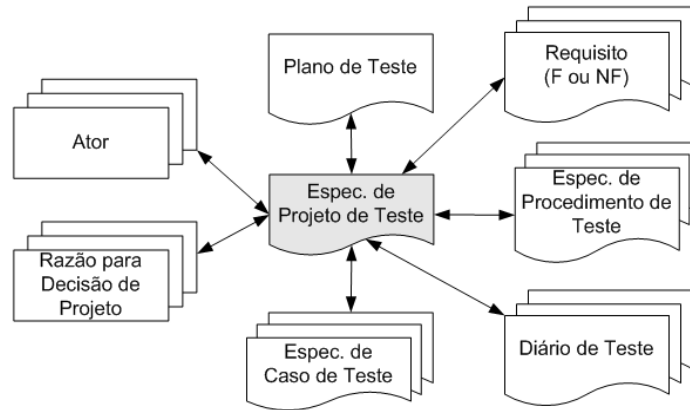 Plano de Teste
Requisito
(F ou NF)
Ator
Espec. de
Projeto de Teste
Espec. de
Procedimento de
Teste
Razão para
Decisão de
Projeto
Espec. de
Caso de Teste
Diário de Teste